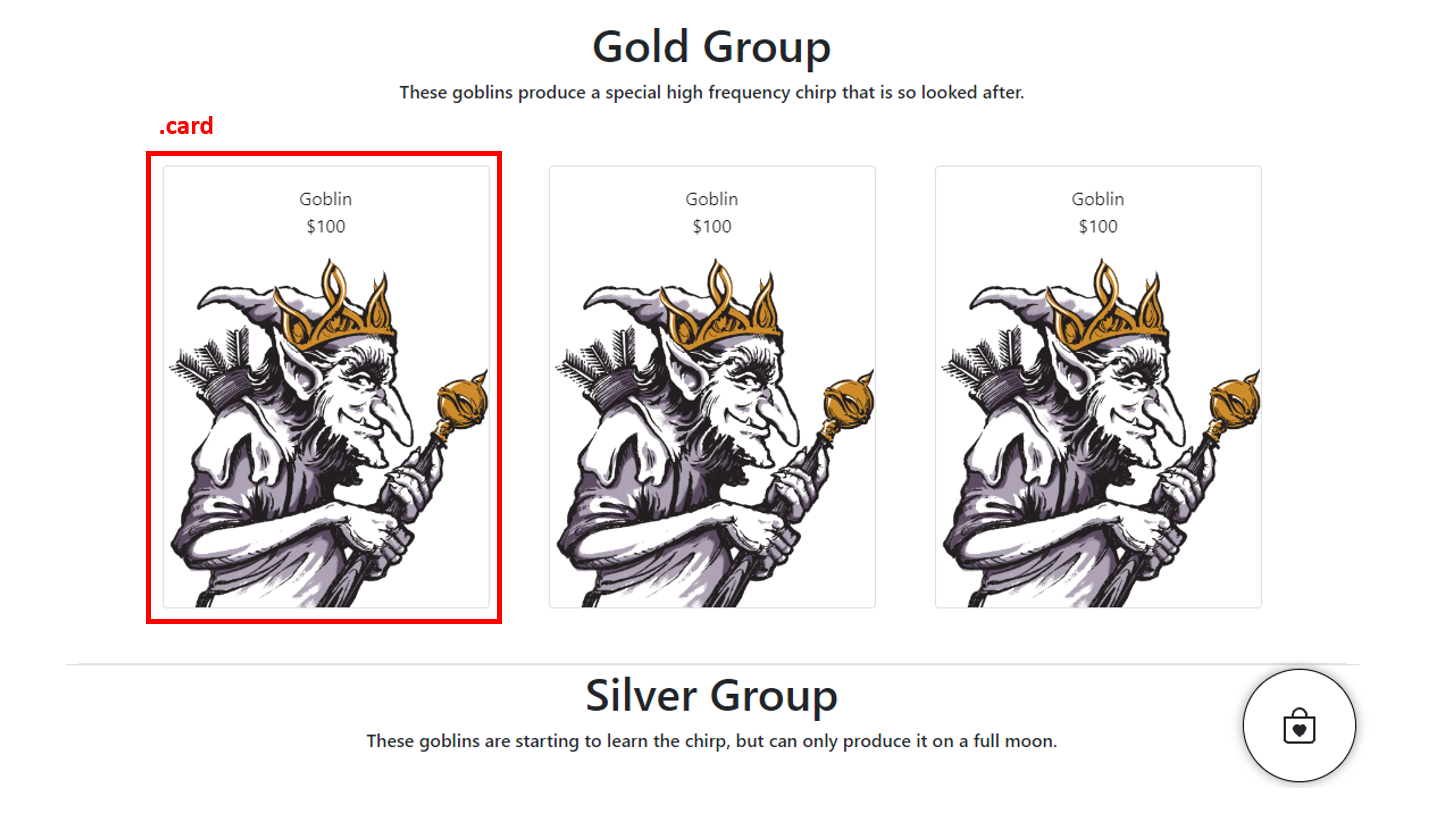 Gold Group
These goblins produce a special high frequency chirp that is so looked after.
.card
Goblin
$100
Goblin
$100
Goblin
$100
Silver Group
These goblins are starting to learn the chirp, but can only produce it on a full moon.